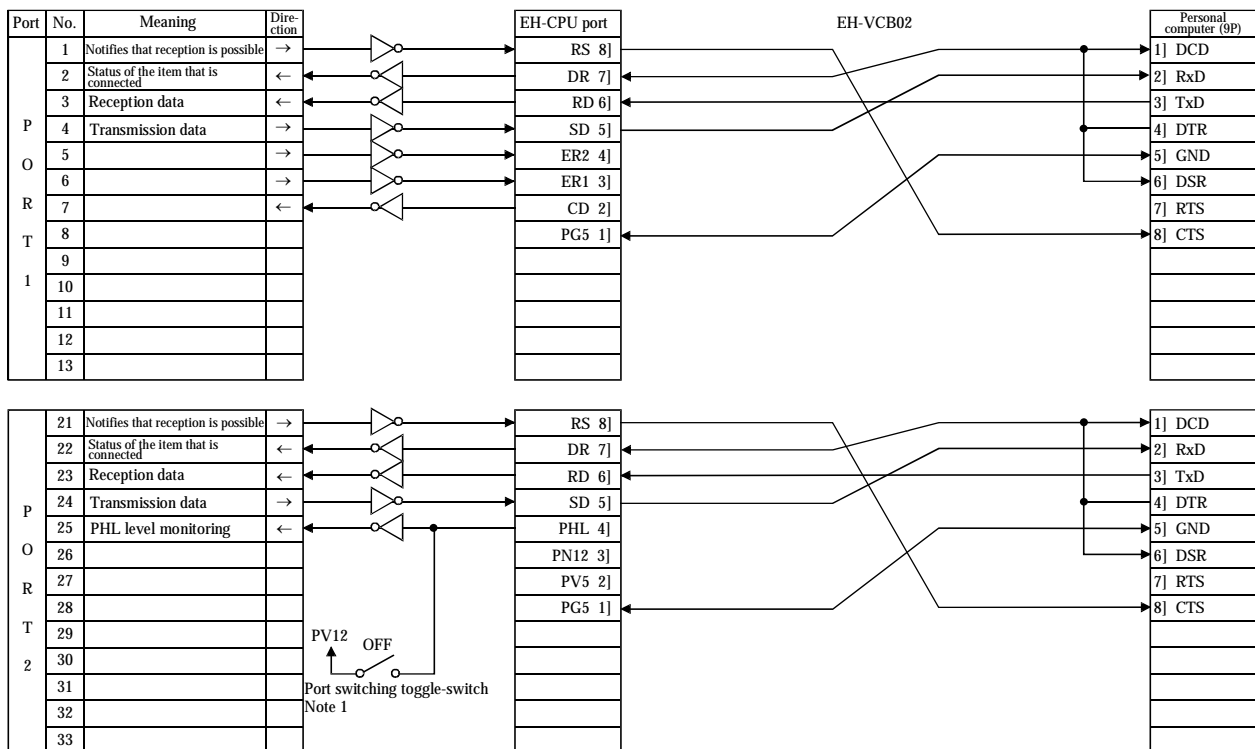 Port No. Meaning Dire-ction EH-CPU port EH-VCB02 Personal computer (9P)
PORT 1
1 Notifies that reception is possible → RS 8] 1] DCD
2 Status of the item that is connected ← DR 7] 2] RxD
3 Reception data ← RD 6] 3] TxD
4 Transmission data → SD 5] 4] DTR
5 → ER2 4] 5] GND
6 → ER1 3] 6] DSR
7 ← CD 2] 7] RTS
8 PG5 1] 8] CTS
9
10
11
12
13
PORT 2
21 Notifies that reception is possible → RS 8] 1] DCD
22 Status of the item that is connected ← DR 7] 2] RxD
23 Reception data ← RD 6] 3] TxD
24 Transmission data → SD 5] 4] DTR
25 PHL level monitoring ← PHL 4] 5] GND
26 PN12 3] 6] DSR
27 PV5 2] 7] RTS
28 PG5 1] 8] CTS
29
30
31
32
33
PV12 OFF
Port switching toggle-switch
Note 1